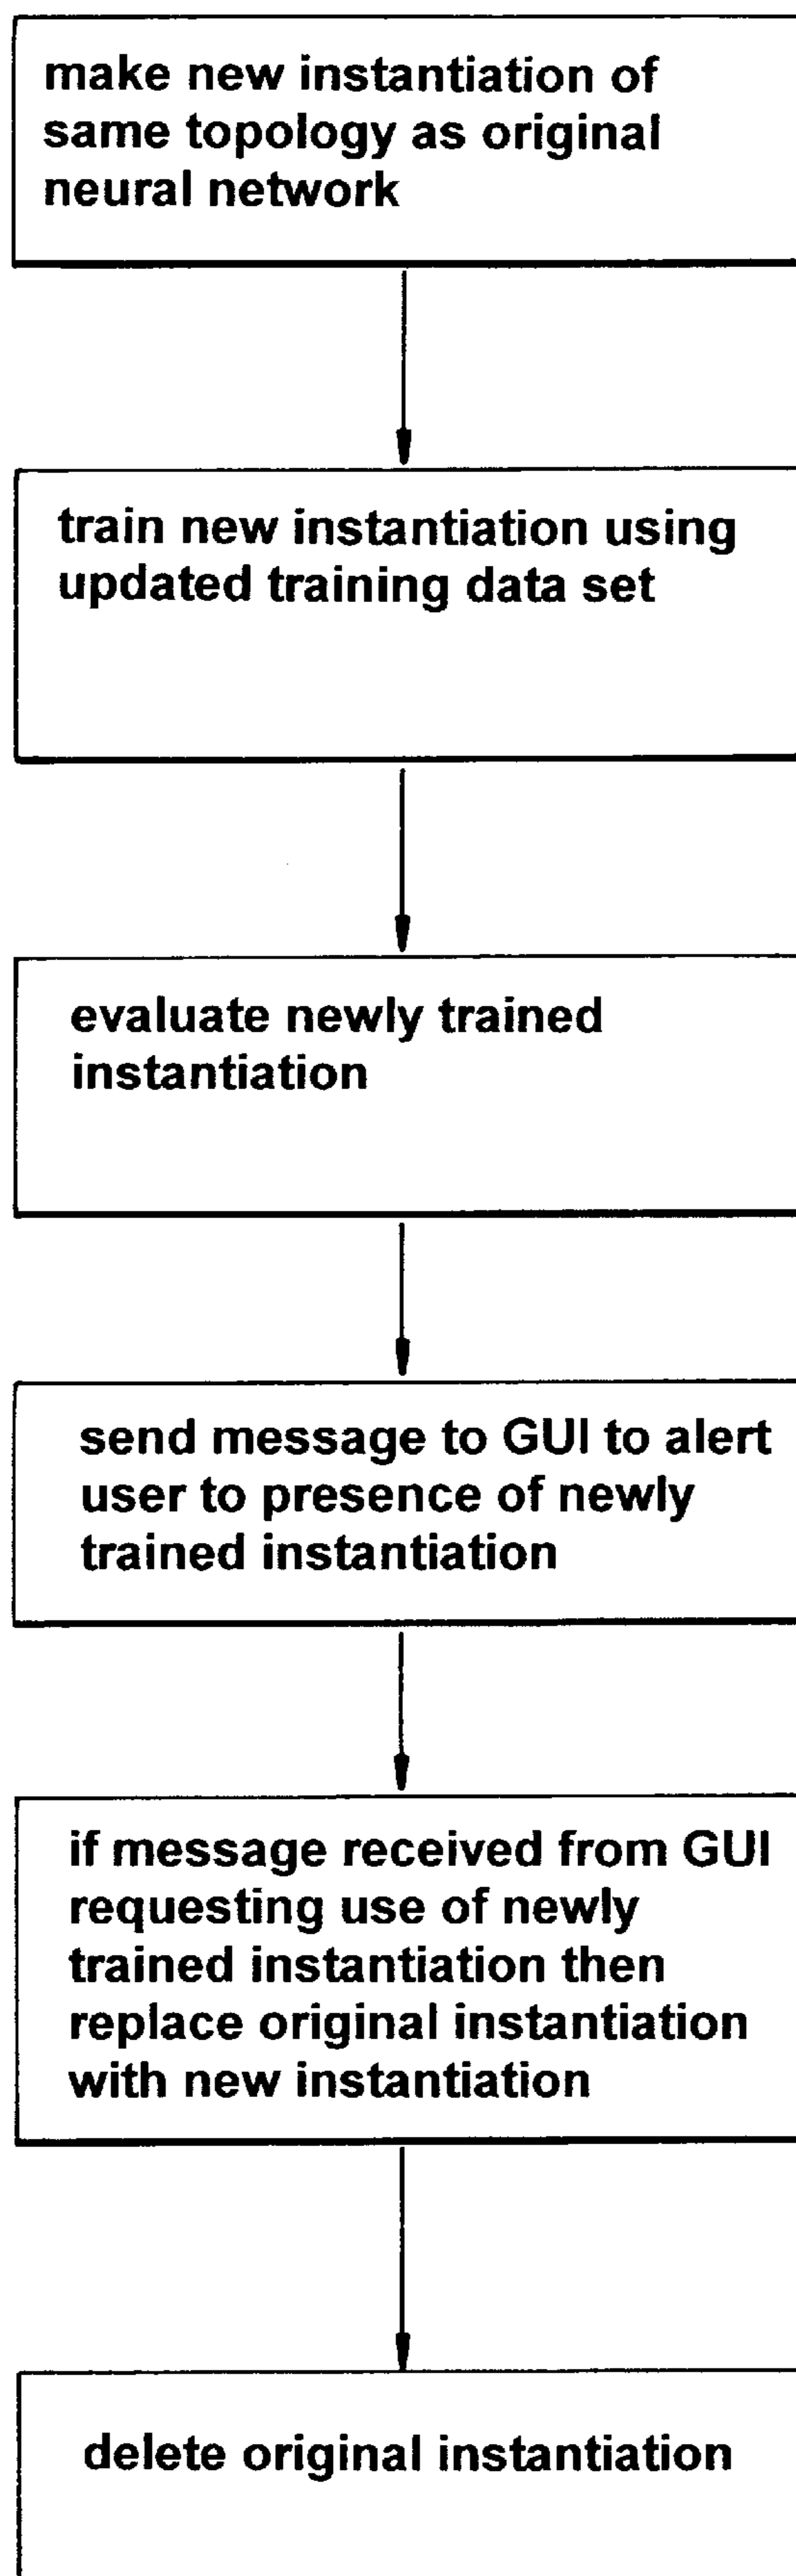 make new instantiation of
same topology as original
neural network
train new instantiation using
updated training data set
evaluate newly trained
instantiation
send message to GUI to alert
user to presence of newly
trained instantiation
if message received from GUI
requesting use of newly
trained instantiation then
replace original instantiation
with new instantiation
delete original instantiation